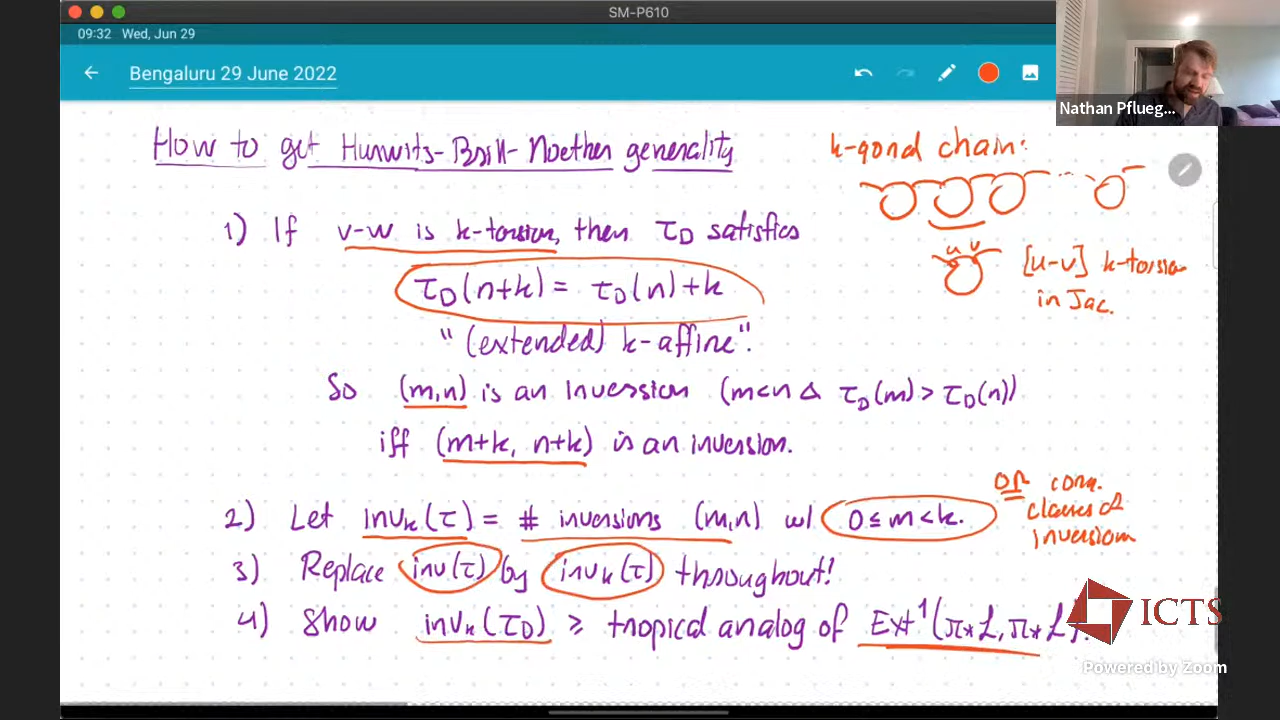 SM-P610
09:32 Wed, Jun 29
Bengaluru 29 June 2022
Nathan Pflueg...
How to get Hurwitz-Brill-Noether generality
k-gonal chain:
1) If v-w is k-torsion, then τ_D satisfies
u v
[u-v] k-torsion
in Jac.
τ_D(n+k) = τ_D(n)+k
"(extended) k-affine".
So (m,n) is an inversion (m<n & τ_D(m) > τ_D(n))
iff (m+k, n+k) is an inversion.
2) Let inv_k(τ) = # inversions (m,n) w/ 0 ≤ m < k.
or cong.
classes of
inversions
3) Replace inv(τ) by inv_k(τ) throughout!
4) Show inv_k(τ_D) ≥ tropical analog of Ext¹(π_*L, π_*L).
ICTS
Powered by Zoom